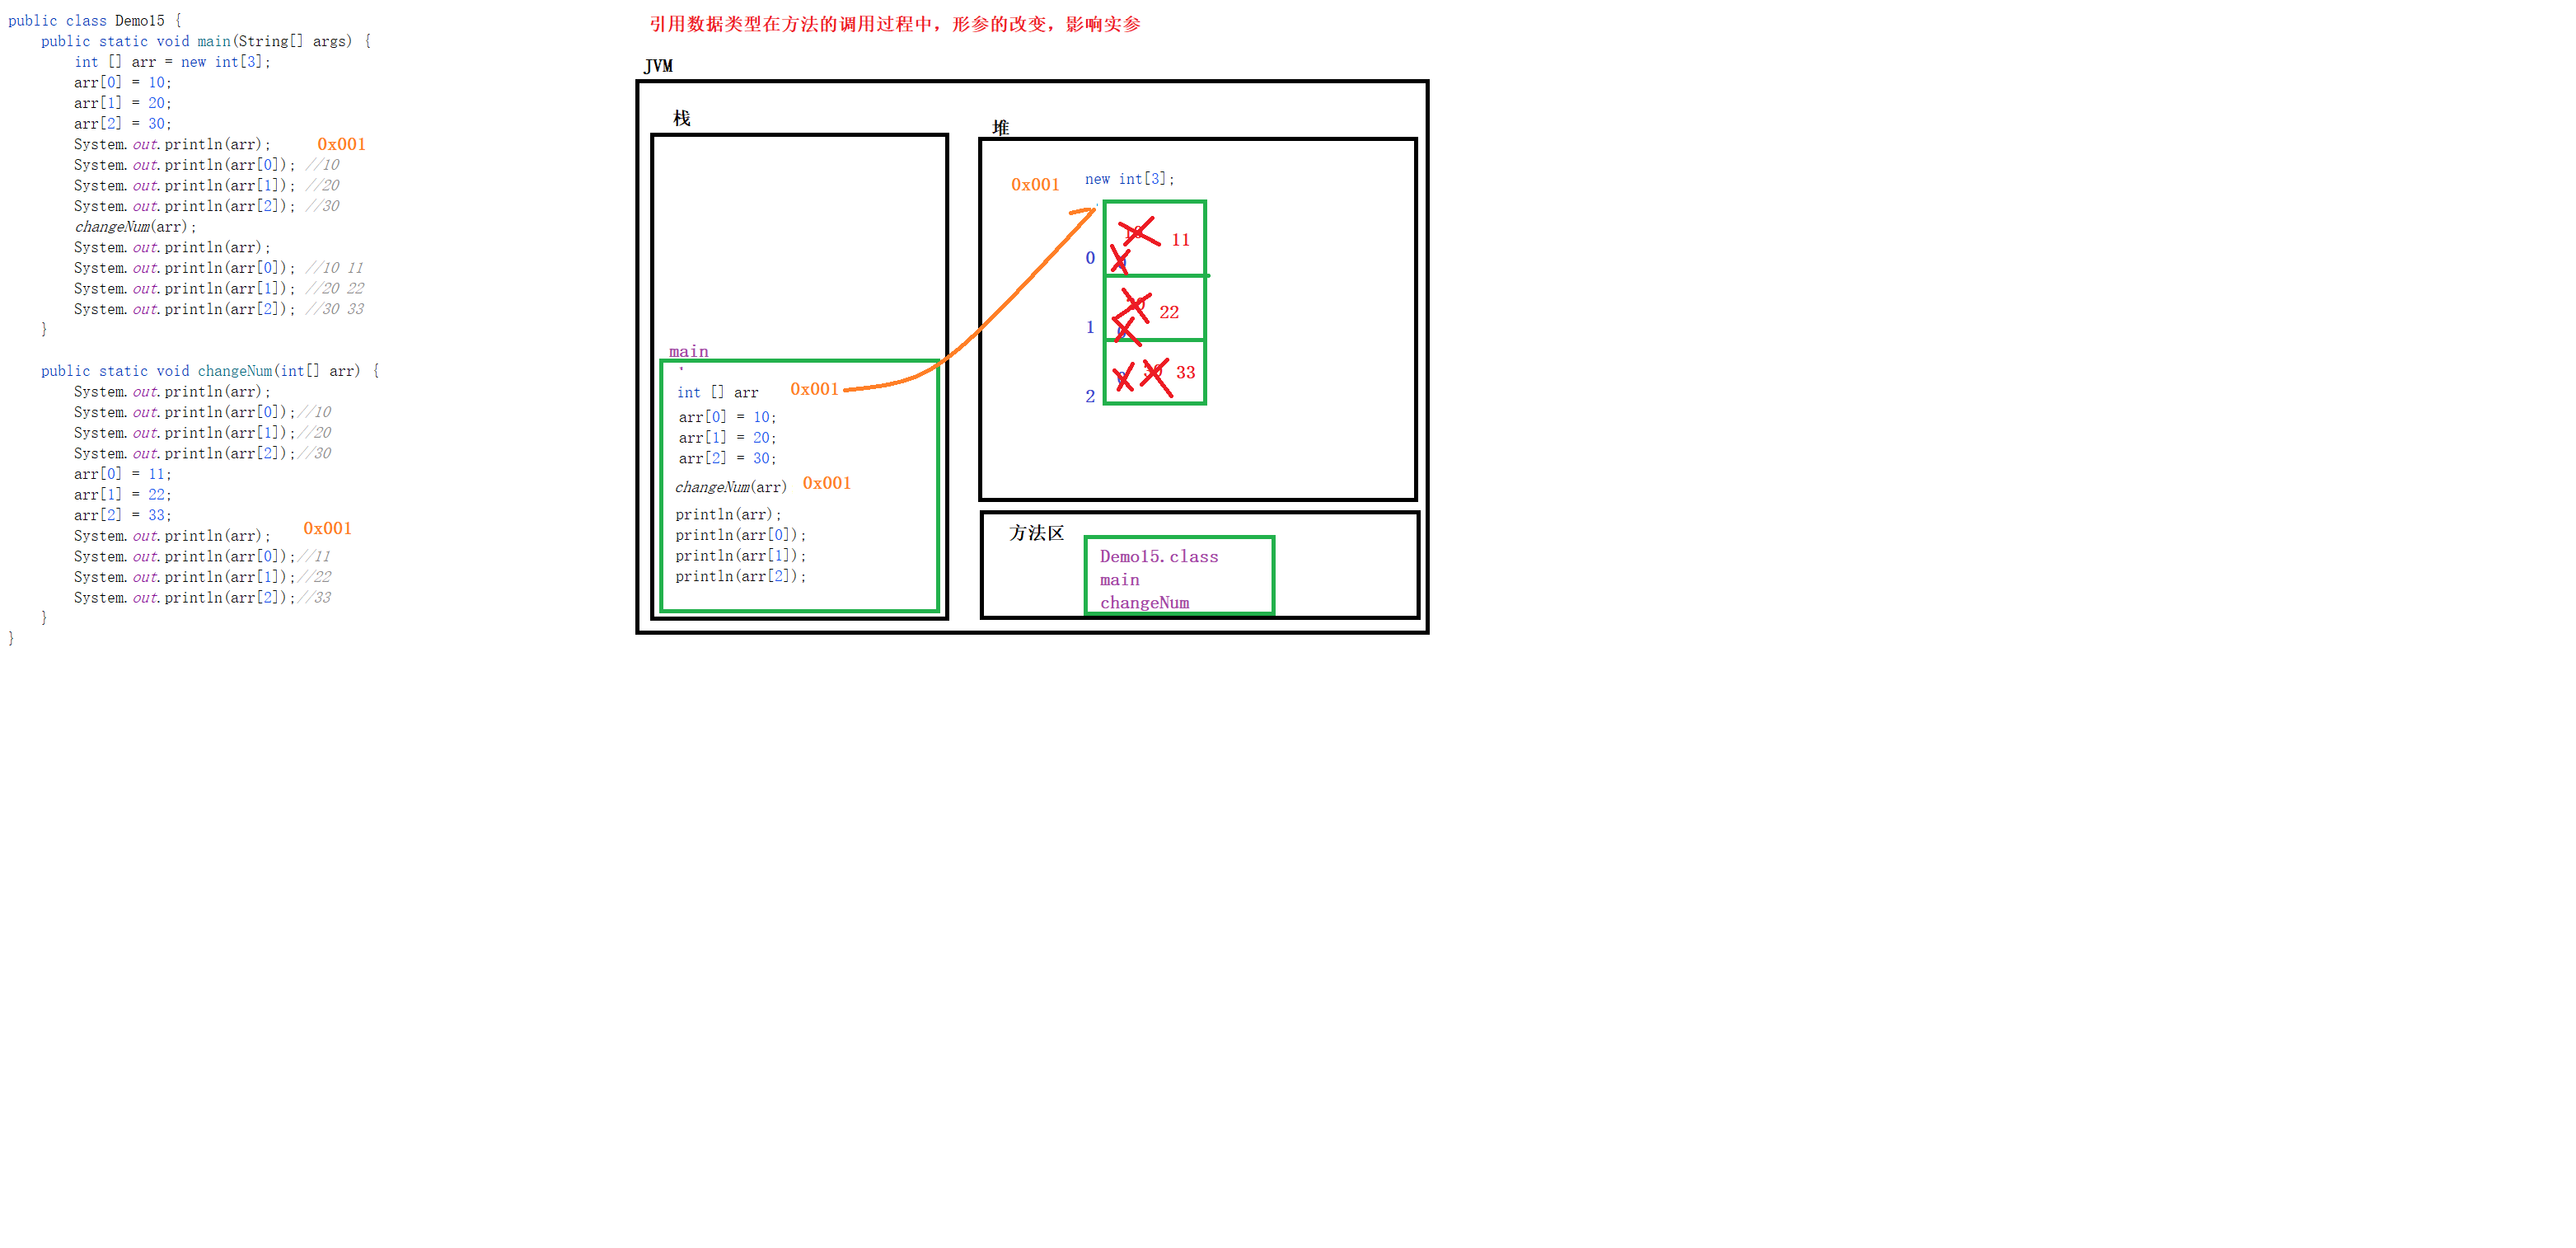 public class Demo15 {
public static void main(String[] args) {
int [] arr = new int[3];
arr[0] = 10;
arr[1] = 20;
arr[2] = 30;
System.out.println(arr); 0x001
System.out.println(arr[0]); //10
System.out.println(arr[1]); //20
System.out.println(arr[2]); //30
changeNum(arr);
System.out.println(arr);
System.out.println(arr[0]); //10 11
System.out.println(arr[1]); //20 22
System.out.println(arr[2]); //30 33
}
public static void changeNum(int[] arr) {
System.out.println(arr);
System.out.println(arr[0]);//10
System.out.println(arr[1]);//20
System.out.println(arr[2]);//30
arr[0] = 11;
arr[1] = 22;
arr[2] = 33;
System.out.println(arr); 0x001
System.out.println(arr[0]);//11
System.out.println(arr[1]);//22
System.out.println(arr[2]);//33
}
}
引用数据类型在方法的调用过程中，形参的改变，影响实参
JVM
栈
main
int [] arr 0x001
arr[0] = 10;
arr[1] = 20;
arr[2] = 30;
changeNum(arr) 0x001
println(arr);
println(arr[0]);
println(arr[1]);
println(arr[2]);
堆
0x001 new int[3];
11
0
22
1
33
2
方法区
Demo15.class
main
changeNum